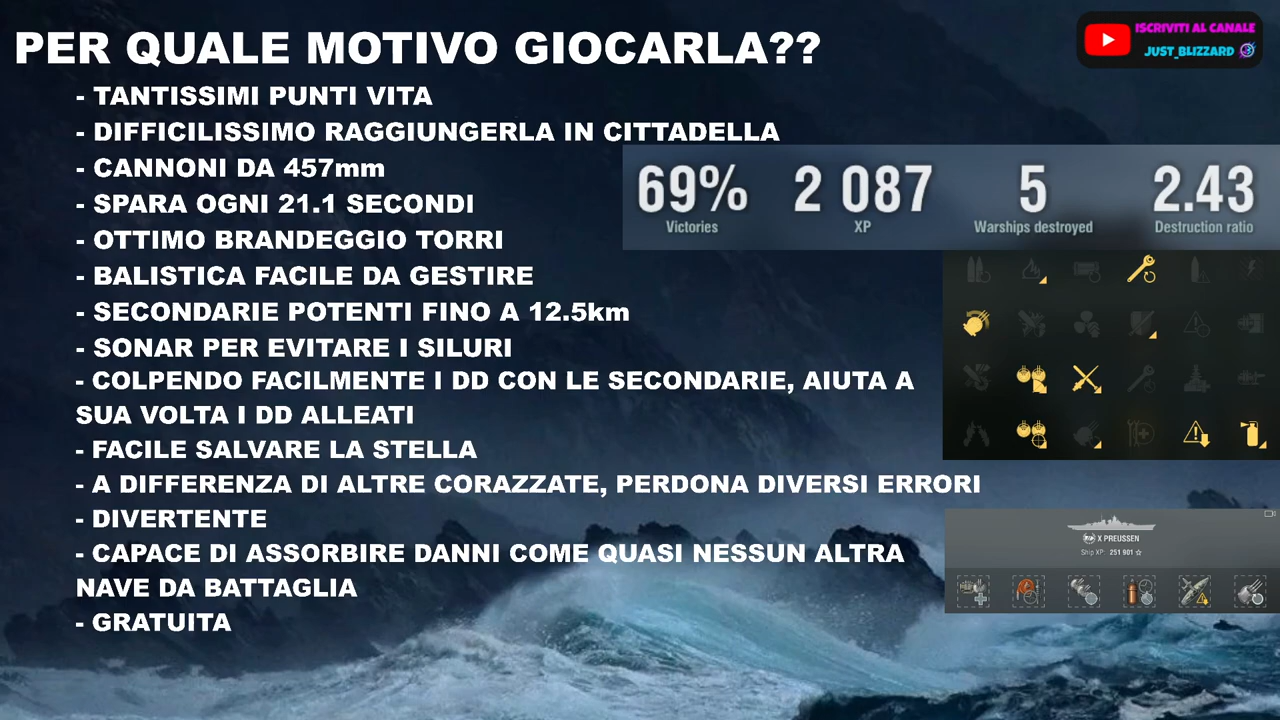 PER QUALE MOTIVO GIOCARLA??
ISCRIVITI AL CANALE
JUST_BLIZZARD
- TANTISSIMI PUNTI VITA
- DIFFICILISSIMO RAGGIUNGERLA IN CITTADELLA
- CANNONI DA 457mm
- SPARA OGNI 21.1 SECONDI
- OTTIMO BRANDEGGIO TORRI
- BALISTICA FACILE DA GESTIRE
- SECONDARIE POTENTI FINO A 12.5km
- SONAR PER EVITARE I SILURI
- COLPENDO FACILMENTE I DD CON LE SECONDARIE, AIUTA A
SUA VOLTA I DD ALLEATI
- FACILE SALVARE LA STELLA
- A DIFFERENZA DI ALTRE CORAZZATE, PERDONA DIVERSI ERRORI
- DIVERTENTE
- CAPACE DI ASSORBIRE DANNI COME QUASI NESSUN ALTRA
NAVE DA BATTAGLIA
- GRATUITA
69% 2 087 5 2.43
Victories XP Warships destroyed Destruction ratio
X PREUSSEN
Ship XP: 251 901